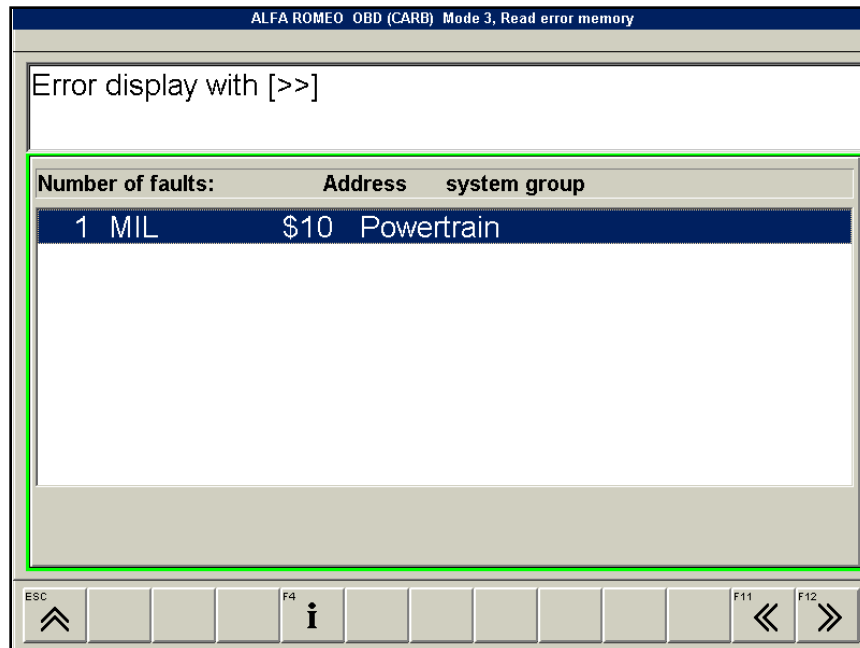 ALFA ROMEO OBD (CARB) Mode 3, Read error memory
Error display with [>>]
Number of faults: Address system group
1 MIL $10 Powertrain
ESC F4 i F11 F12